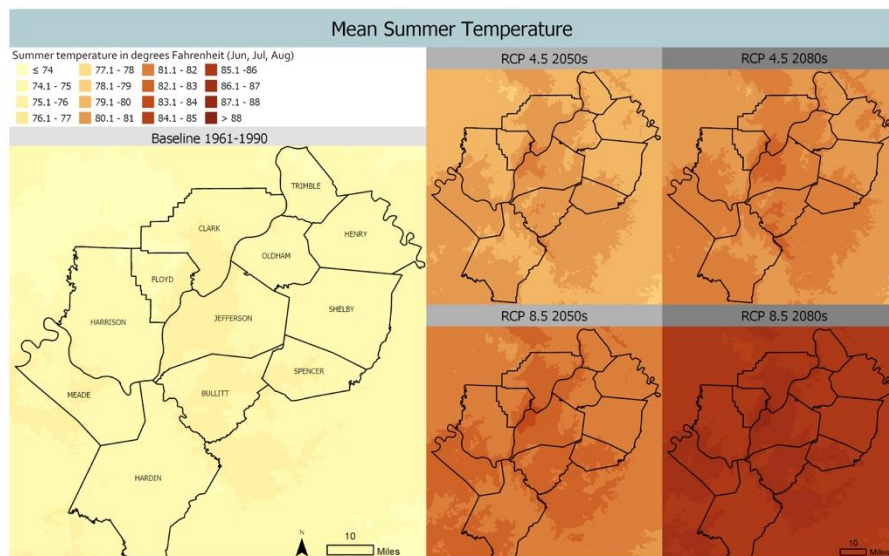 Mean Summer Temperature
Summer temperature in degrees Fahrenheit (Jun, Jul, Aug)
≤ 74 77.1 - 78 81.1 - 82 85.1 -86
74.1 - 75 78.1 -79 82.1 - 83 86.1 - 87
75.1 -76 79.1 -80 83.1 - 84 87.1 - 88
76.1 - 77 80.1 - 81 84.1 - 85 > 88
Baseline 1961-1990
TRIMBLE
CLARK
HENRY
OLDHAM
FLOYD
SHELBY
JEFFERSON
HARRISON
SPENCER
BULLITT
MEADE
HARDIN
N
10
Miles
RCP 4.5 2050s
RCP 4.5 2080s
RCP 8.5 2050s
RCP 8.5 2080s
10
Miles